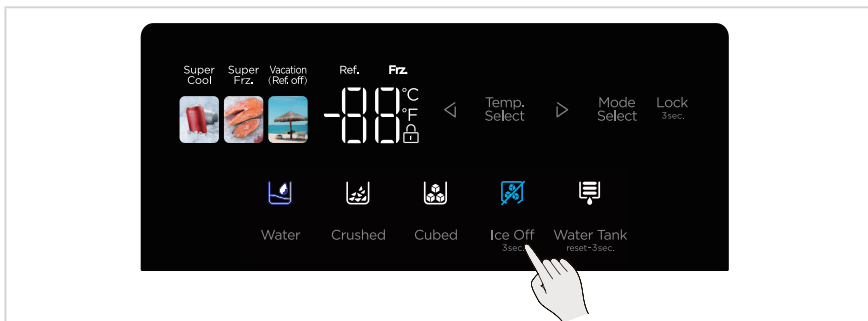 Super Cool
Super Frz.
Vacation (Ref. off)
Ref.
Frz.
-88
°C
°F
Temp. Select
Mode Select
Lock
3sec.
Water
Crushed
Cubed
Ice Off
3sec.
Water Tank
reset-3sec.